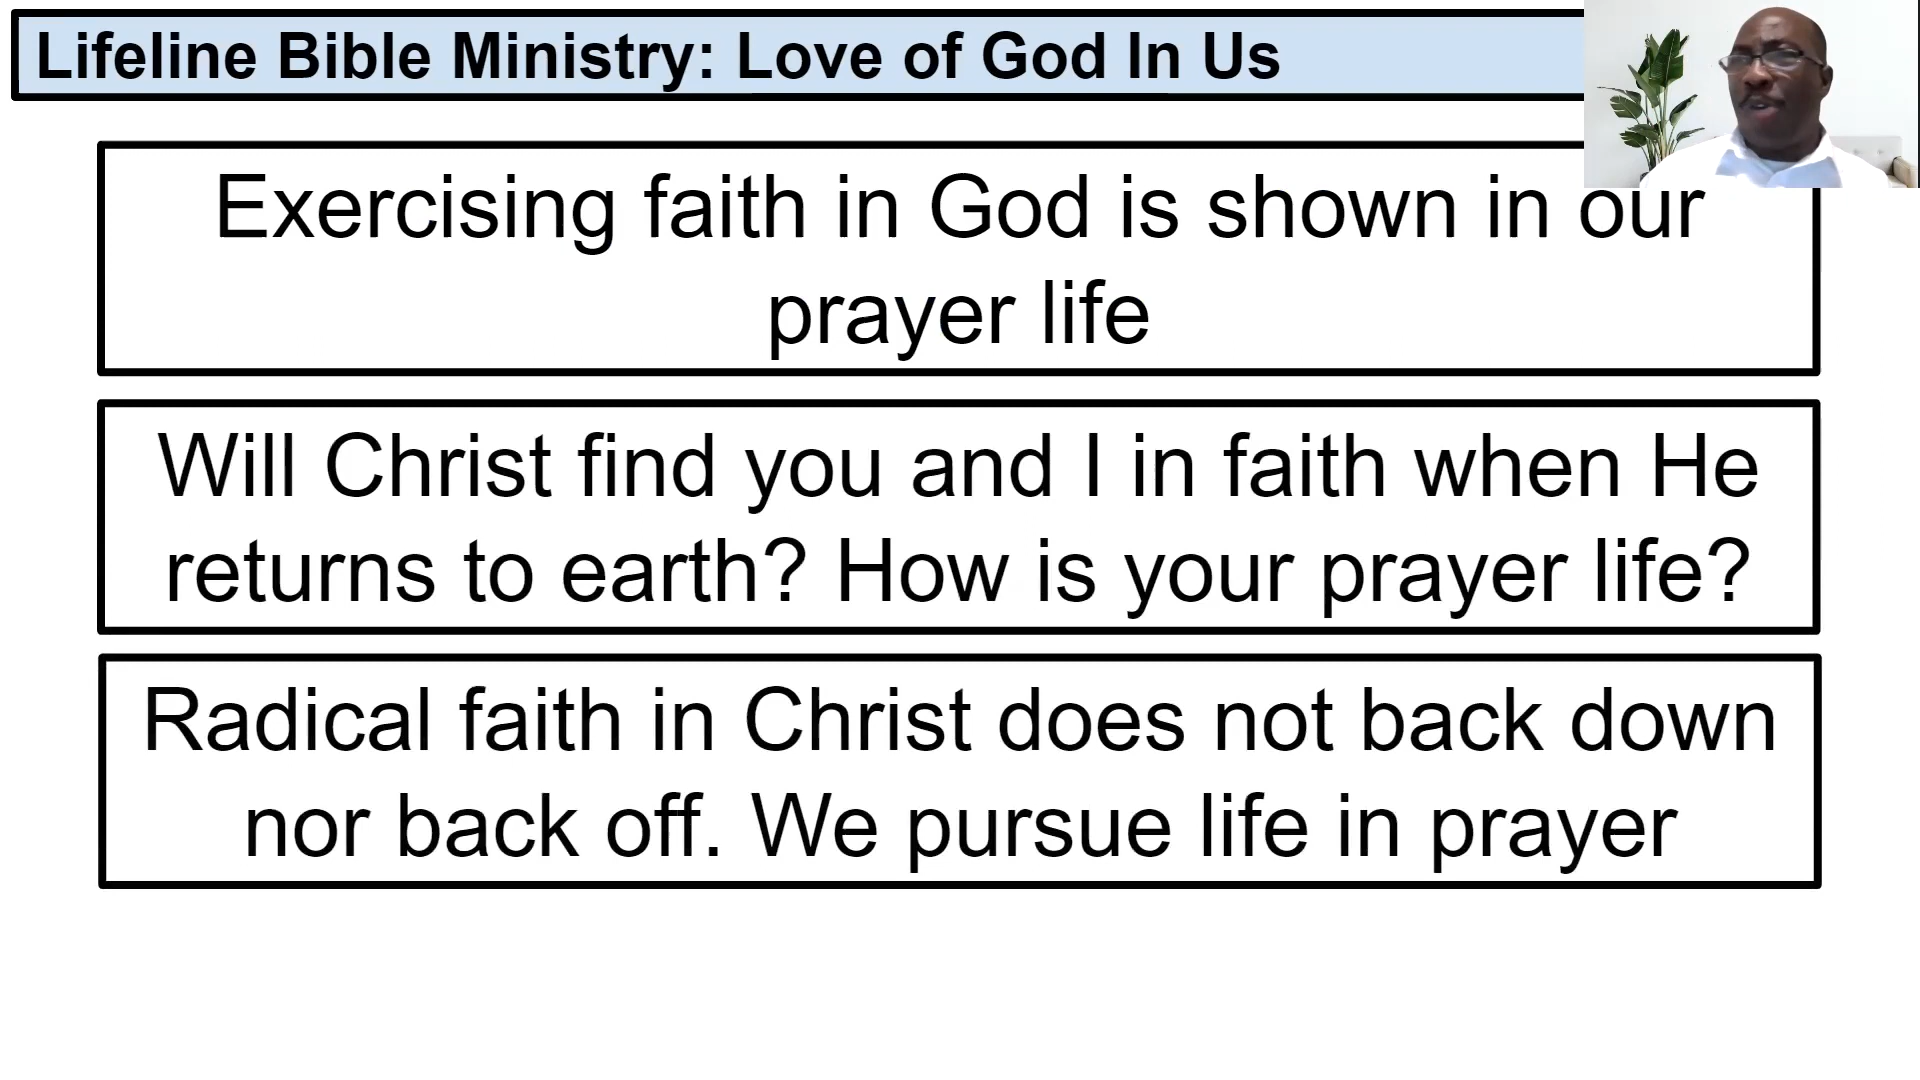 Lifeline Bible Ministry: Love of God In Us
Exercising faith in God is shown in our
prayer life
Will Christ find you and I in faith when He
returns to earth? How is your prayer life?
Radical faith in Christ does not back down
nor back off. We pursue life in prayer